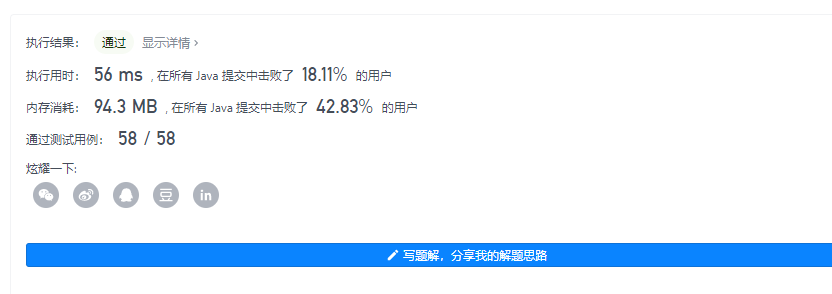 执行结果： 通过 显示详情 >
执行用时： 56 ms , 在所有 Java 提交中击败了 18.11% 的用户
内存消耗： 94.3 MB , 在所有 Java 提交中击败了 42.83% 的用户
通过测试用例： 58 / 58
炫耀一下:
豆 in
写题解，分享我的解题思路